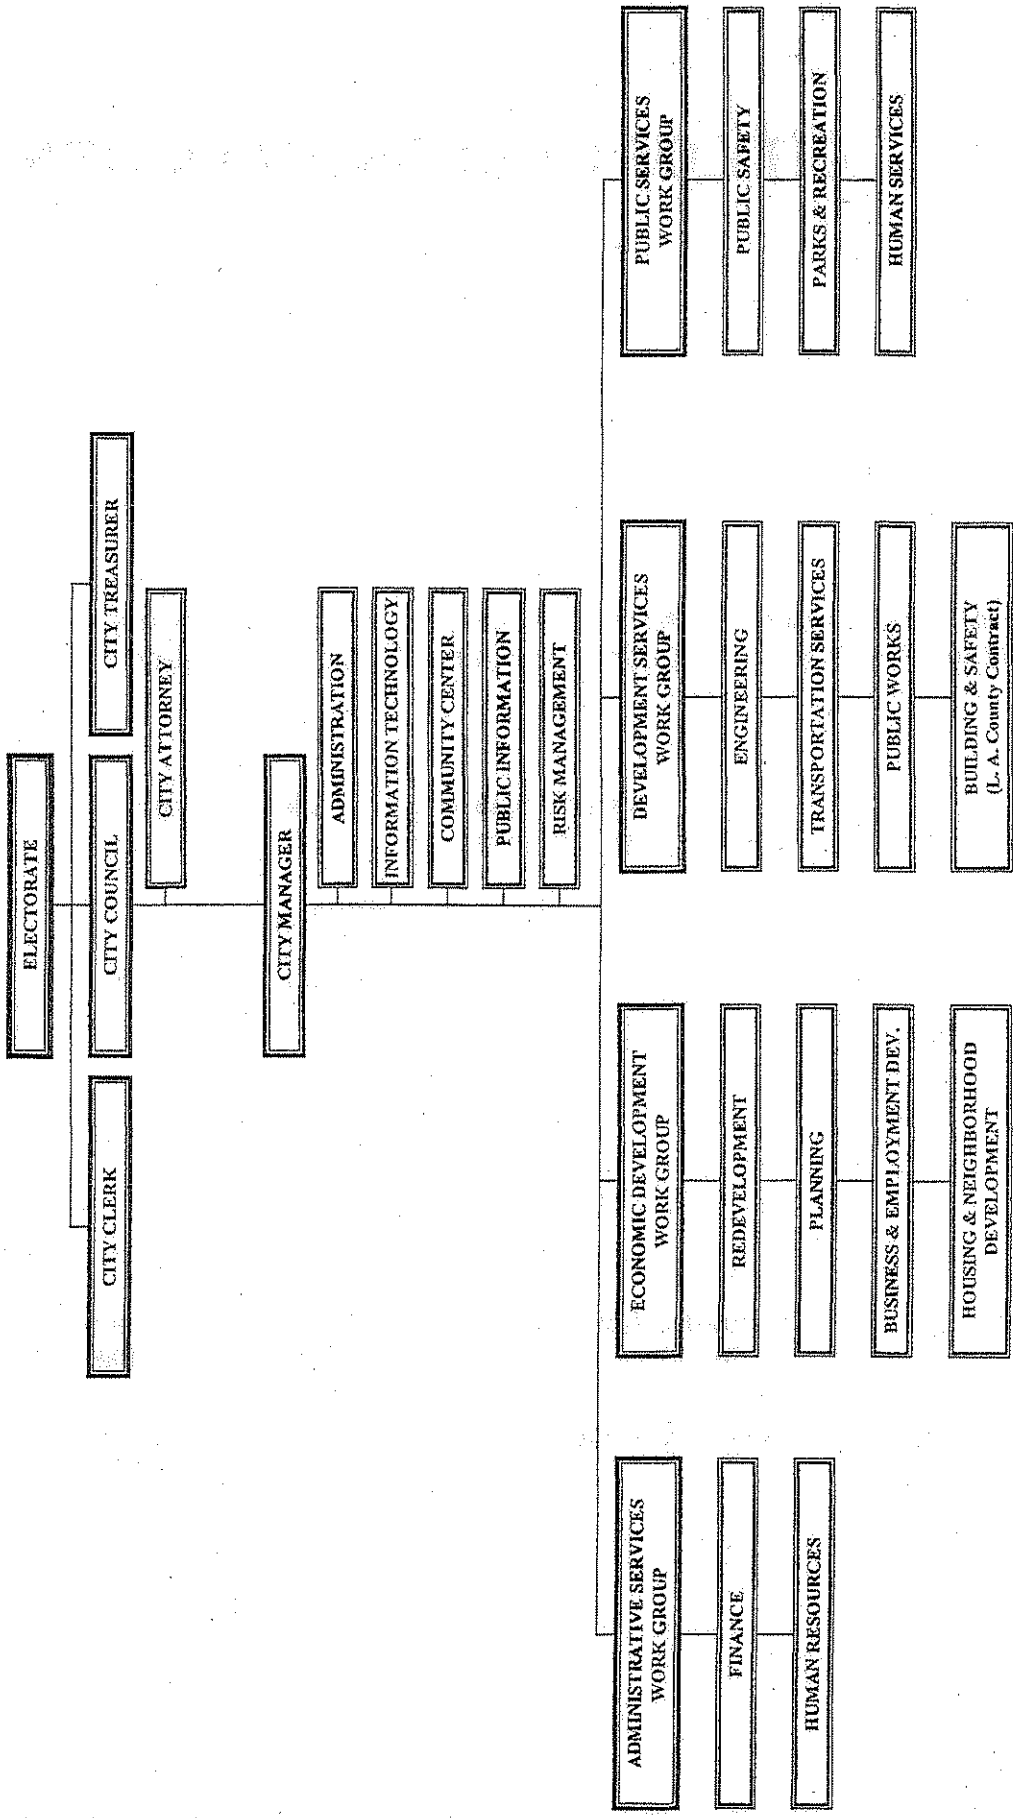 ELECTORATE
CITY CLERK
CITY COUNCIL
CITY TREASURER
CITY ATTORNEY
CITY MANAGER
ADMINISTRATION
INFORMATION TECHNOLOGY
COMMUNITY CENTER
PUBLIC INFORMATION
RISK MANAGEMENT
ADMINISTRATIVE SERVICES
WORK GROUP
FINANCE
HUMAN RESOURCES
ECONOMIC DEVELOPMENT
WORK GROUP
REDEVELOPMENT
PLANNING
BUSINESS & EMPLOYMENT DEV.
HOUSING & NEIGHBORHOOD
DEVELOPMENT
DEVELOPMENT SERVICES
WORK GROUP
ENGINEERING
TRANSPORTATION SERVICES
PUBLIC WORKS
BUILDING & SAFETY
(L. A. County Contract)
PUBLIC SERVICES
WORK GROUP
PUBLIC SAFETY
PARKS & RECREATION
HUMAN SERVICES